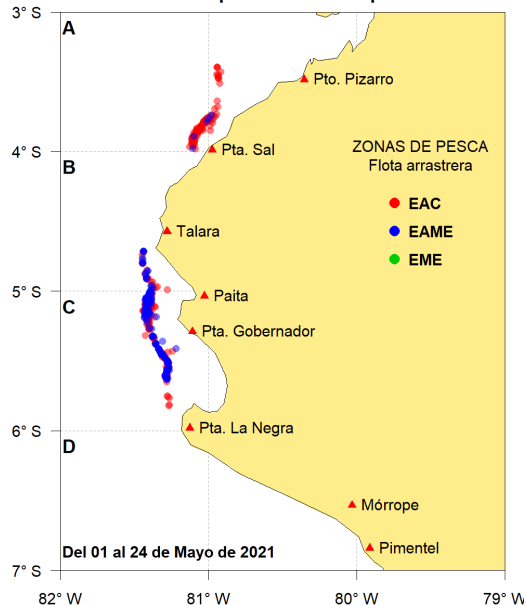 3° S
A
Pto. Pizarro
ZONAS DE PESCA
Flota arrastrera
4° S
Pta. Sal
B
EAC
Talara
EAME
EME
5° S
Paita
C
Pta. Gobernador
6° S
Pta. La Negra
D
Mórrope
Pimentel
Del 01 al 24 de Mayo de 2021
7° S
82° W
81° W
80° W
79° W